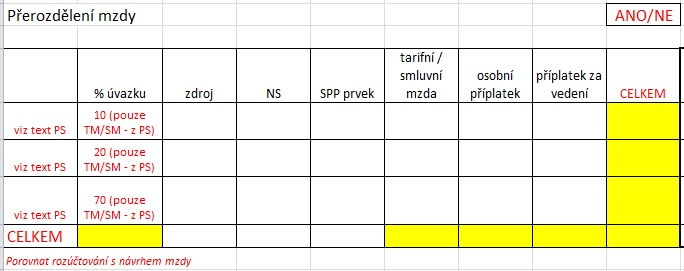 Přerozdělení mzdy ANO/NE
% úvazku zdroj NS SPP prvek tarifní / smluvní mzda osobní příplatek příplatek za vedení CELKEM
viz text PS 10 (pouze TM/SM - z PS)
viz text PS 20 (pouze TM/SM - z PS)
viz text PS 70 (pouze TM/SM - z PS)
CELKEM
Porovnat rozúčtování s návrhem mzdy